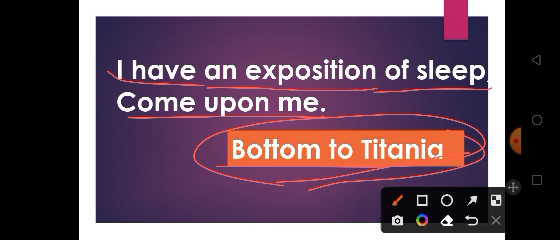 I have an exposition of sleep,
Come upon me.
Bottom to Titania